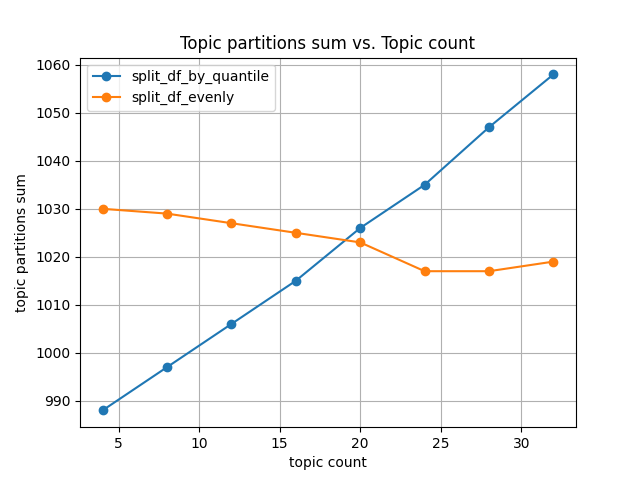 Topic partitions sum vs. Topic count
split_df_by_quantile
split_df_evenly
topic partitions sum
1060
1050
1040
1030
1020
1010
1000
990
5 10 15 20 25 30
topic count